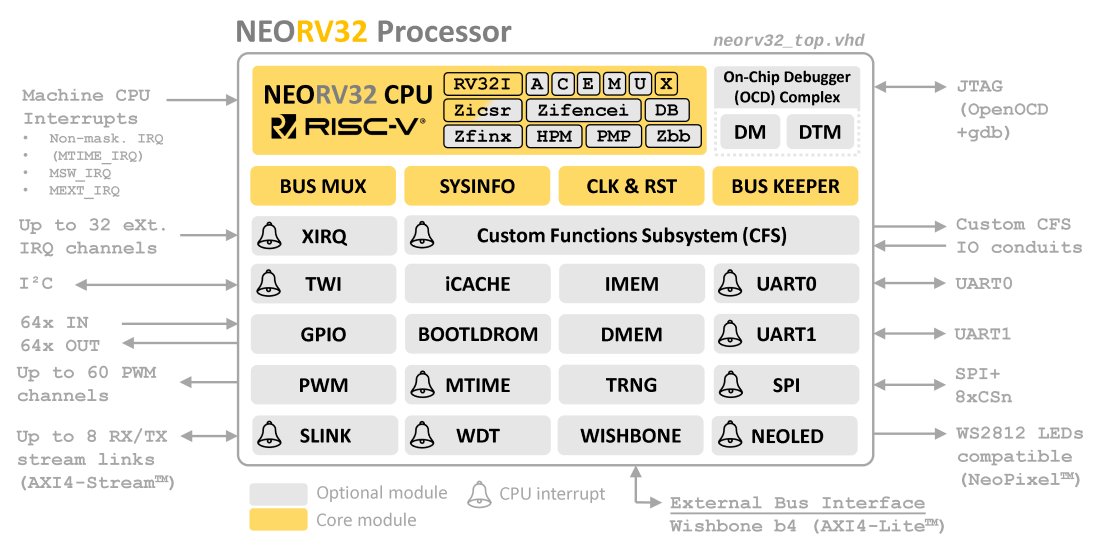 NEORV32 Processor
neorv32_top.vhd
NEORV32 CPU
RISC-V®
RV32I A C E M U X
Zicsr Zifencei DB
Zfinx HPM PMP Zbb
On-Chip Debugger
(OCD) Complex
DM DTM
BUS MUX SYSINFO CLK & RST BUS KEEPER
XIRQ Custom Functions Subsystem (CFS)
TWI iCACHE IMEM UART0
GPIO BOOTLDROM DMEM UART1
PWM MTIME TRNG SPI
SLINK WDT WISHBONE NEOLED
Machine CPU
Interrupts
• Non-mask. IRQ
• (MTIME_IRQ)
• MSW_IRQ
• MEXT_IRQ
Up to 32 eXt.
IRQ channels
I²C
64x IN
64x OUT
Up to 60 PWM
channels
Up to 8 RX/TX
stream links
(AXI4-Stream™)
JTAG
(OpenOCD
+gdb)
Custom CFS
IO conduits
UART0
UART1
SPI+
8xCSn
WS2812 LEDs
compatible
(NeoPixel™)
Optional module
CPU interrupt
Core module
External Bus Interface
Wishbone b4 (AXI4-Lite™)